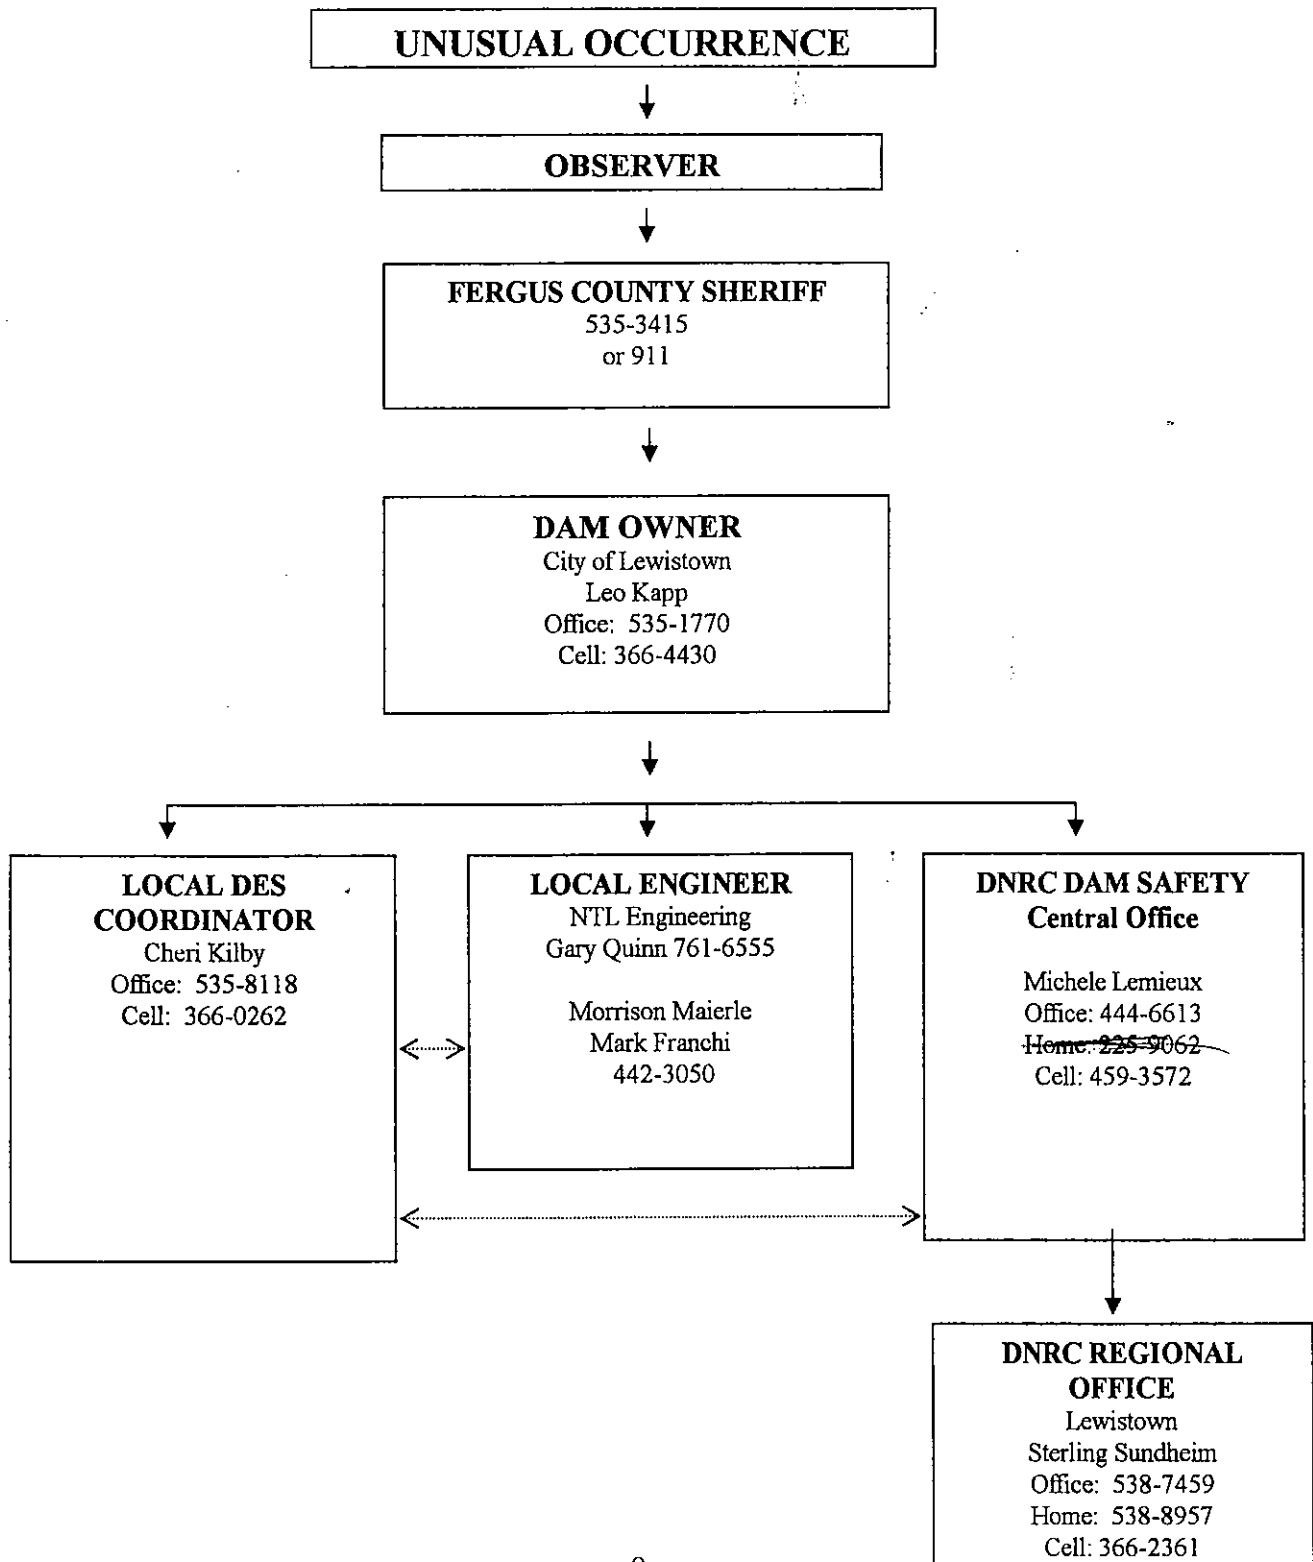 UNUSUAL OCCURRENCE
OBSERVER
FERGUS COUNTY SHERIFF
535-3415
or 911
DAM OWNER
City of Lewistown
Leo Kapp
Office: 535-1770
Cell: 366-4430
LOCAL DES
COORDINATOR
Cheri Kilby
Office: 535-8118
Cell: 366-0262
LOCAL ENGINEER
NTL Engineering
Gary Quinn 761-6555
Morrison Maierle
Mark Franchi
442-3050
DNRC DAM SAFETY
Central Office
Michele Lemieux
Office: 444-6613
Home: 225-9062
Cell: 459-3572
DNRC REGIONAL
OFFICE
Lewistown
Sterling Sundheim
Office: 538-7459
Home: 538-8957
Cell: 366-2361